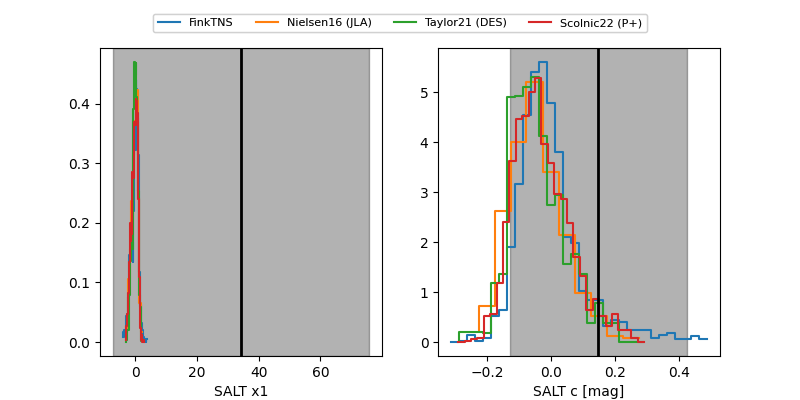 FinkTNS Nielsen16 (JLA) Taylor21 (DES) Scolnic22 (P+)
0.4
0.3
0.2
0.1
0.0
0 20 40 60
SALT x1
5
4
3
2
1
0
−0.2 0.0 0.2 0.4
SALT c [mag]